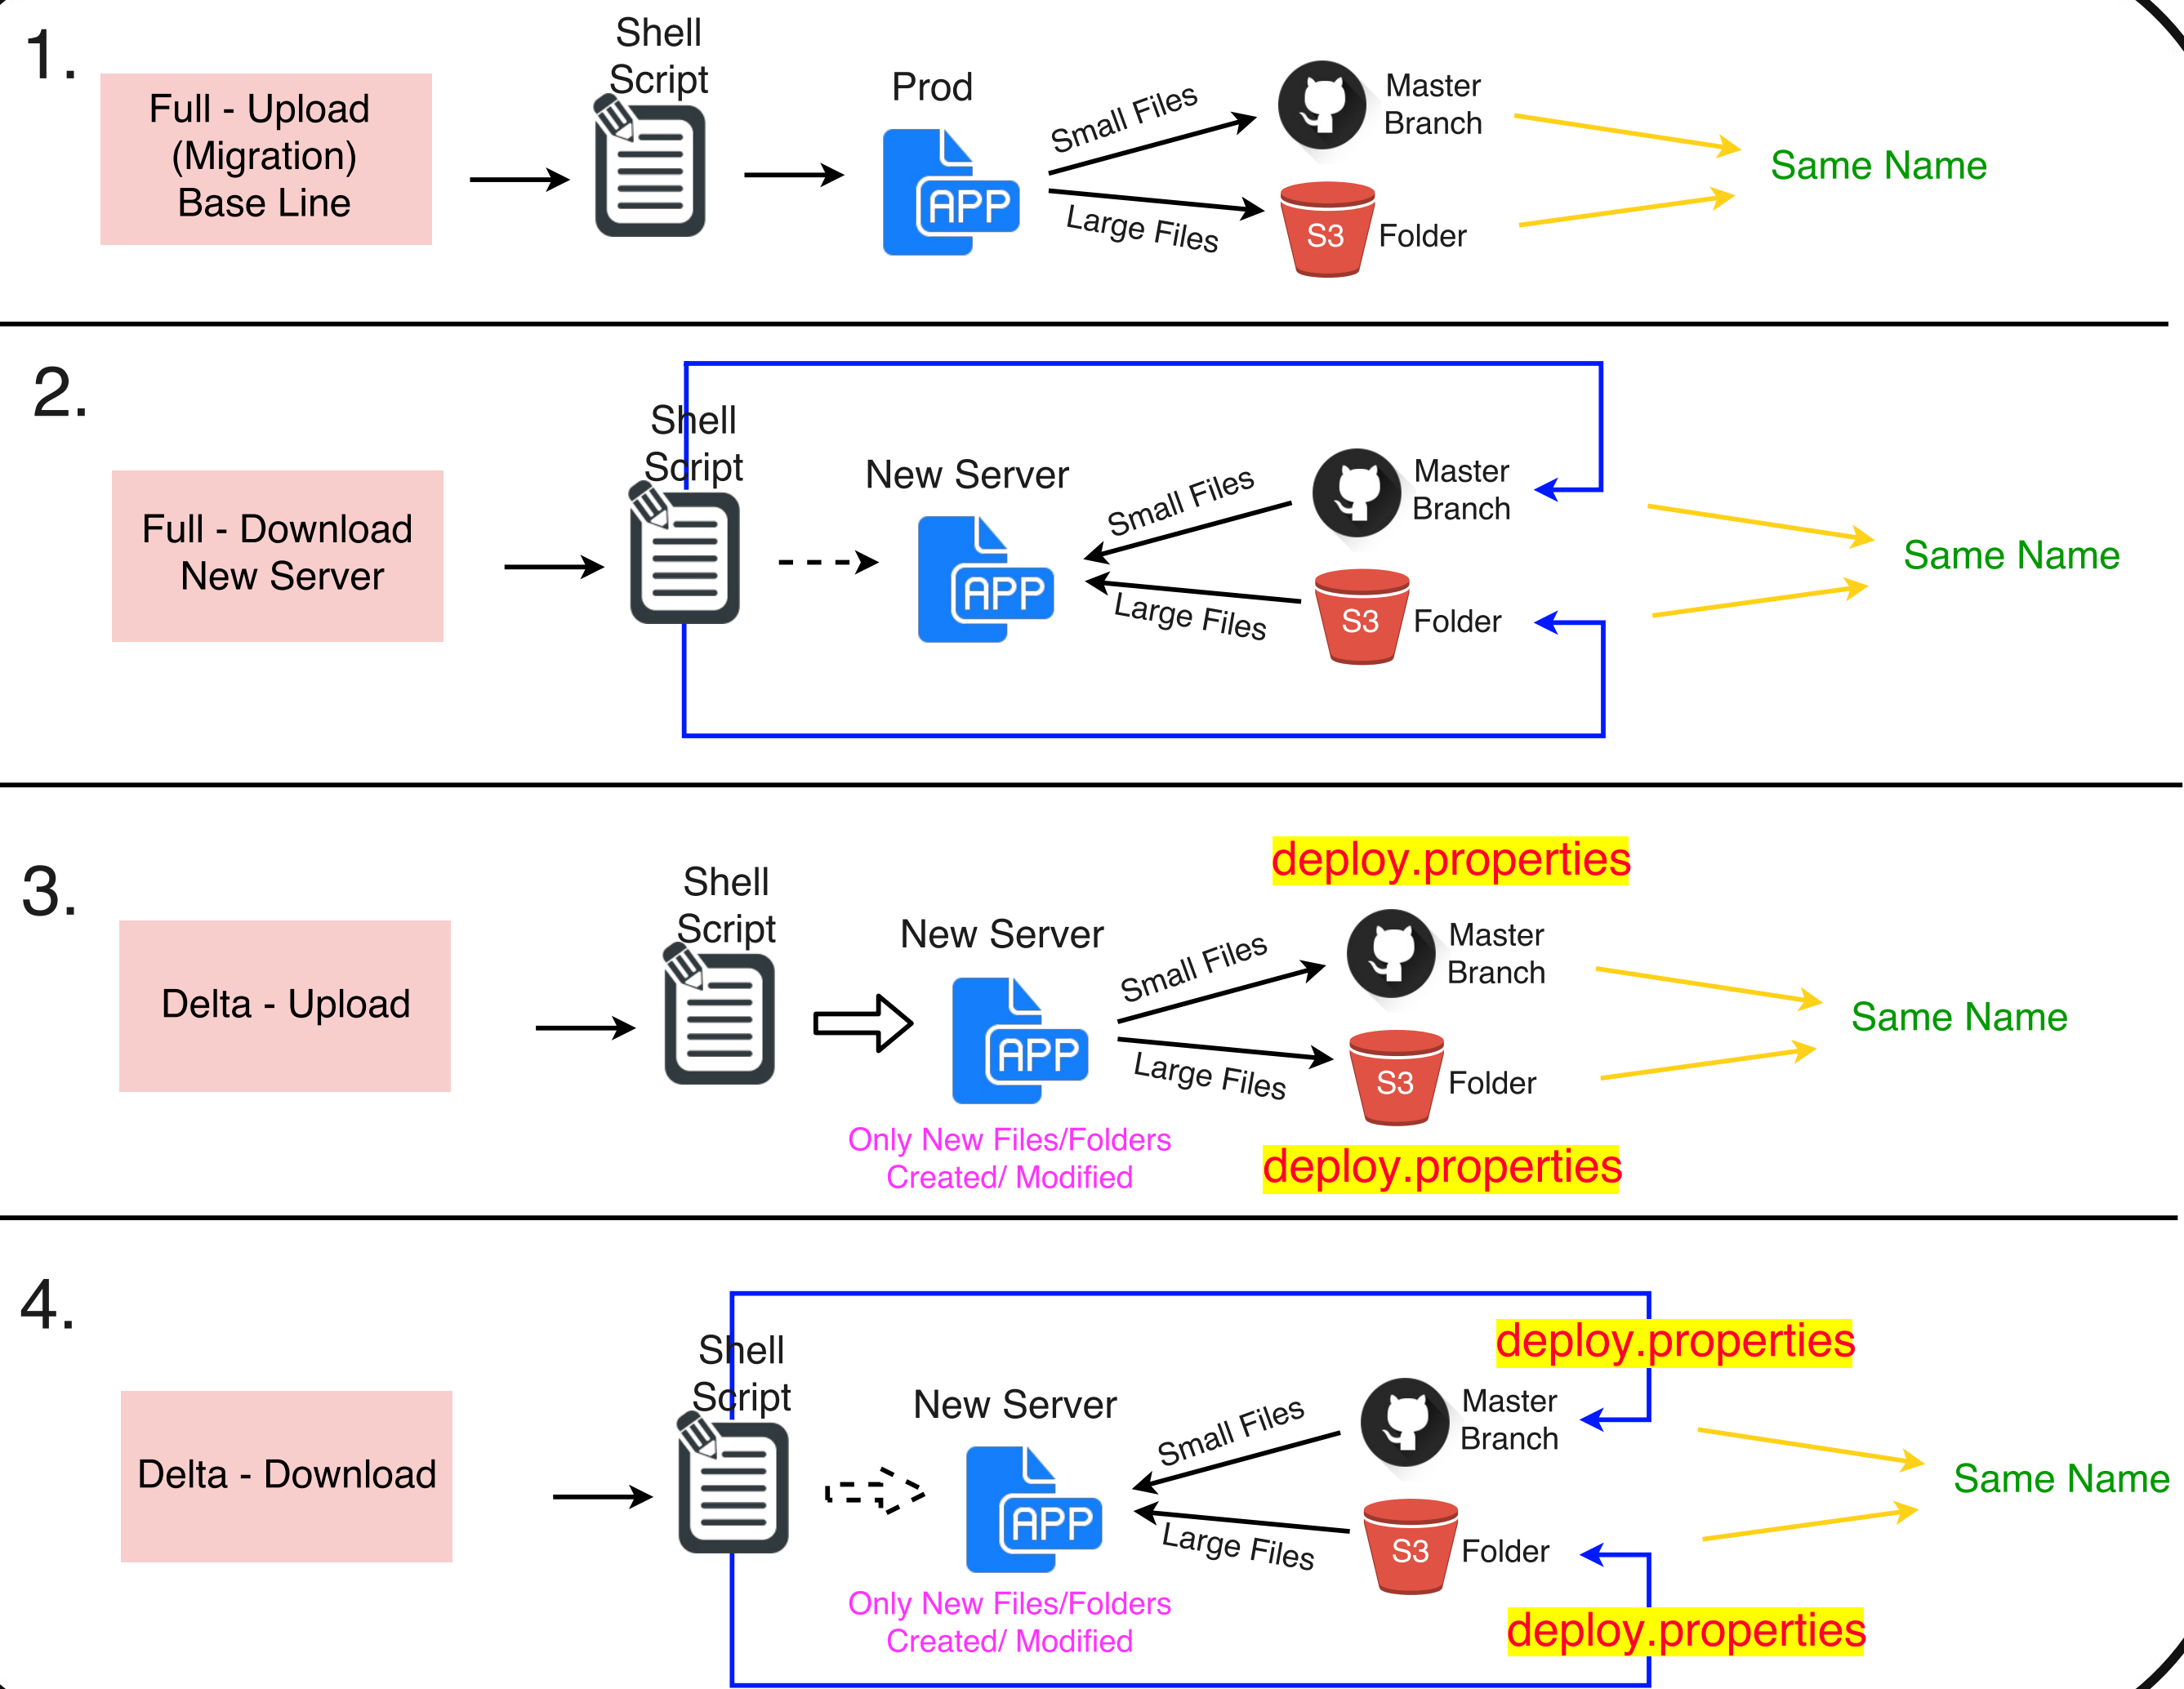 1.
Full - Upload
(Migration)
Base Line
Shell
Script
Prod
APP
Small Files
Large Files
Master
Branch
S3
Folder
Same Name
2.
Full - Download
New Server
Shell
Script
New Server
APP
Small Files
Large Files
Master
Branch
S3
Folder
Same Name
3.
Delta - Upload
Shell
Script
New Server
APP
Only New Files/Folders
Created/ Modified
Small Files
Large Files
deploy.properties
Master
Branch
S3
Folder
deploy.properties
Same Name
4.
Delta - Download
Shell
Script
New Server
APP
Only New Files/Folders
Created/ Modified
Small Files
Large Files
deploy.properties
Master
Branch
S3
Folder
deploy.properties
Same Name